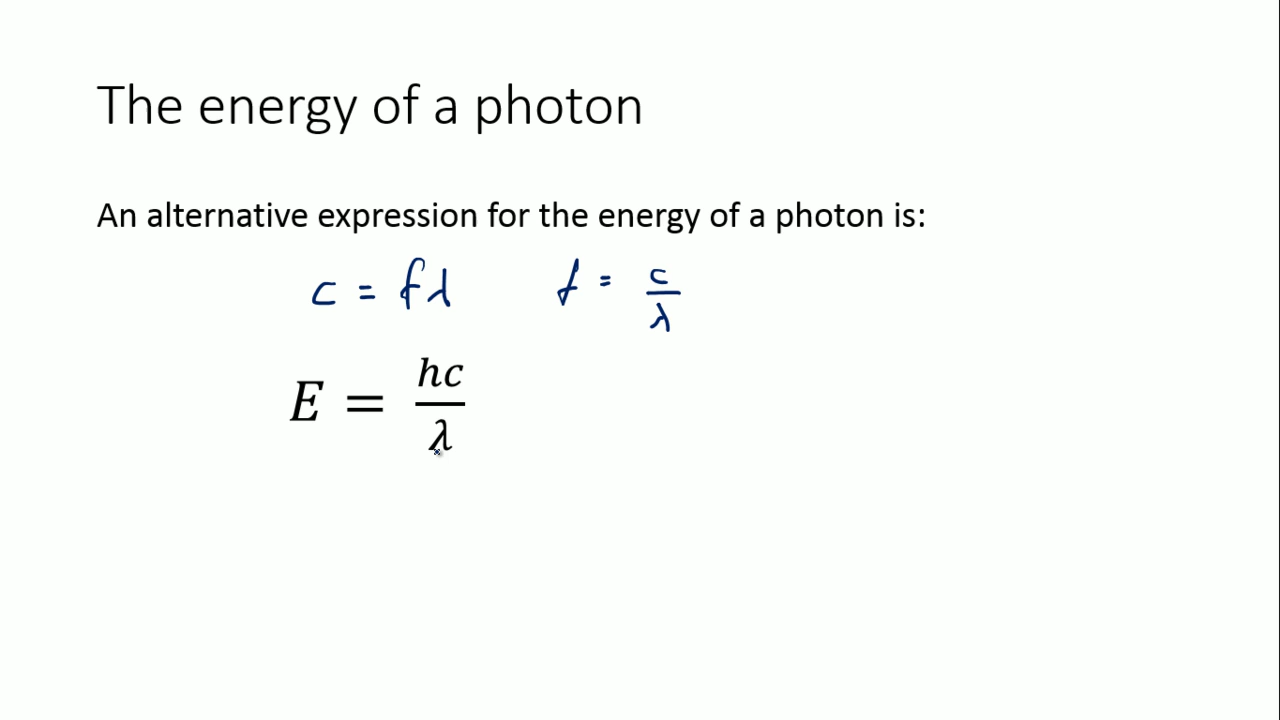 The energy of a photon
An alternative expression for the energy of a photon is:
c = fλ f = c/λ
E = hc/λ